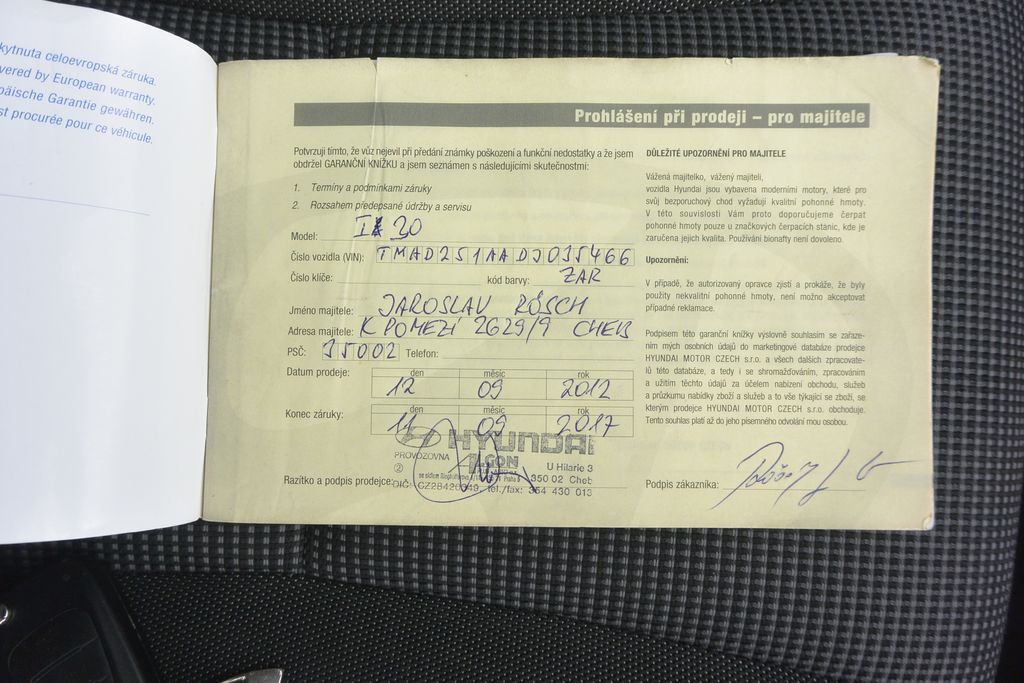 kytnuta celoevropská záruka.
vered by European warranty.
päische Garantie gewähren.
st procurée pour ce véhicule.
Prohlášení při prodeji – pro majitele
Potvrzuji tímto, že vůz nejevil při předání známky poškození a funkční nedostatky a že jsem
obdržel GARANČNÍ KNÍŽKU a jsem seznámen s následujícími skutečnostmi:
1. Termíny a podmínkami záruky
2. Rozsahem předepsané údržby a servisu
Model: I 30
Číslo vozidla (VIN): TMAD251AADJ035466
Číslo klíče: kód barvy: ZAR
Jméno majitele: JAROSLAV RÖSCH
Adresa majitele: K POMEZÍ 2629/9 CHEB
PSČ: 35002 Telefon:
Datum prodeje: den 12 měsíc 09 rok 2012
Konec záruky: den 11 měsíc 09 rok 2017
HYUNDAI
PROVOZOVNA
2
U Hilarie 3
350 02 Cheb
Razítko a podpis prodejce: DIČ: tel./fax: 354 430 013
DŮLEŽITÉ UPOZORNĚNÍ PRO MAJITELE
Vážená majitelko, vážený majiteli,
vozidla Hyundai jsou vybavena moderními motory, které pro
svůj bezporuchový chod vyžadují kvalitní pohonné hmoty.
V této souvislosti Vám proto doporučujeme čerpat
pohonné hmoty pouze u značkových čerpacích stanic, kde je
zaručena jejich kvalita. Používání bionafty není dovoleno.
Upozornění:
V případě, že autorizovaný opravce zjistí a prokáže, že byly
použity nekvalitní pohonné hmoty, není možno akceptovat
případné reklamace.
Podpisem této garanční knížky výslovně souhlasím se zařaze-
ním mých osobních údajů do marketingové databáze prodejce
HYUNDAI MOTOR CZECH s.r.o. a všech dalších zpracovate-
lů této databáze, a tedy i se shromažďováním, zpracováním
a užitím těchto údajů za účelem nabízení obchodu, služeb
a průzkumu nabídky zboží a služeb a to vše týkající se zboží, se
kterým prodejce HYUNDAI MOTOR CZECH s.r.o. obchoduje.
Tento souhlas platí až do jeho písemného odvolání mou osobou.
Podpis zákazníka: